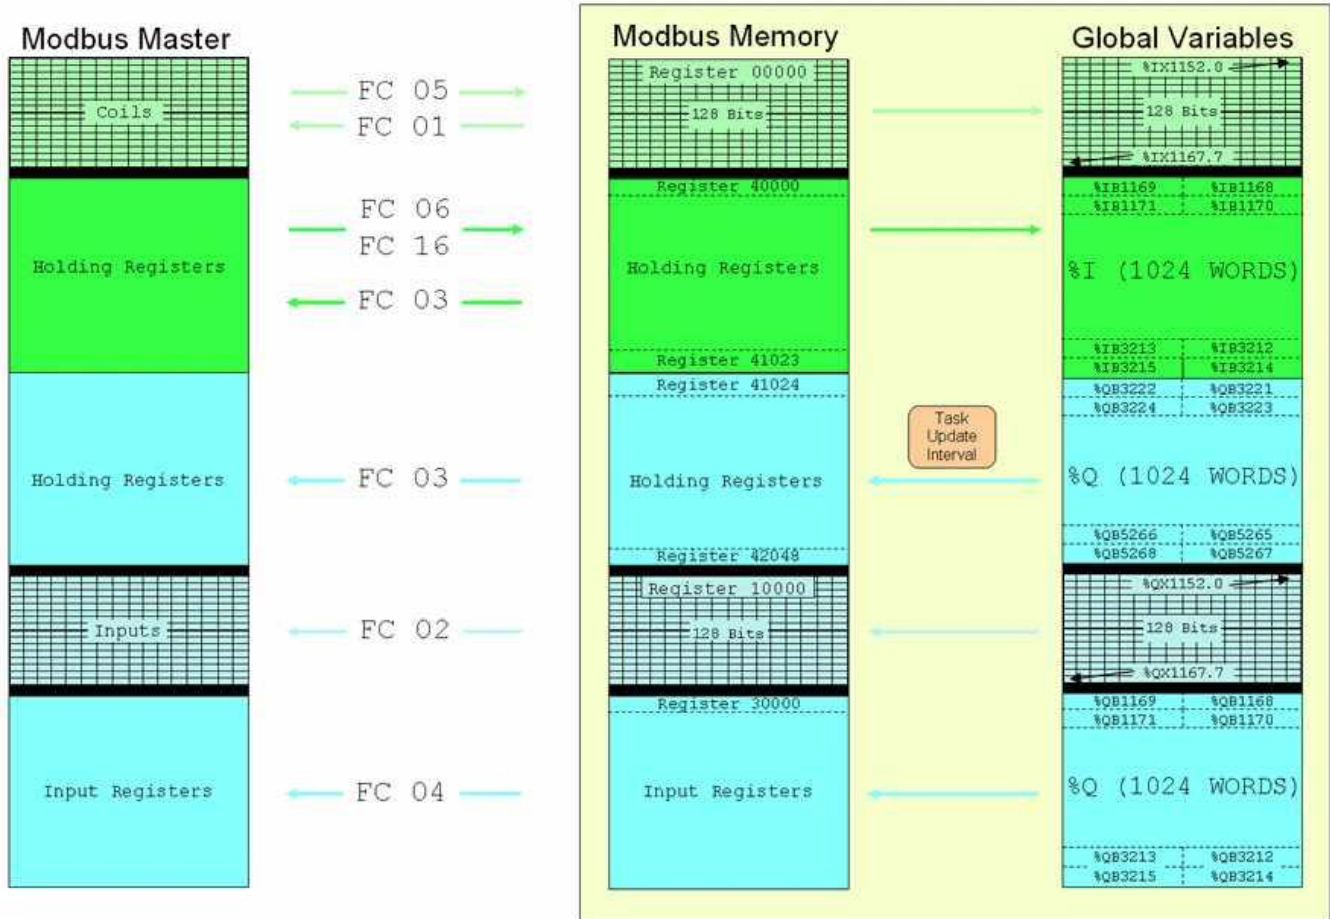 Modbus Master
Modbus Memory
Global Variables
Coils
FC 05
FC 01
Register 00000
128 Bits
%IX1152.0
128 Bits
%IX1167.7
Holding Registers
FC 06
FC 16
FC 03
Register 40000
Holding Registers
Register 41023
%IB1169 %IB1168
%IB1171 %IB1170
%I (1024 WORDS)
%IB3213 %IB3212
%IB3215 %IB3214
Holding Registers
FC 03
Register 41024
Holding Registers
Register 42048
Task
Update
Interval
%QB3222 %QB3221
%QB3224 %QB3223
%Q (1024 WORDS)
%QB5266 %QB5265
%QB5268 %QB5267
Inputs
FC 02
Register 10000
128 Bits
%QX1152.0
128 Bits
%QX1167.7
Input Registers
FC 04
Register 30000
Input Registers
%QB1169 %QB1168
%QB1171 %QB1170
%Q (1024 WORDS)
%QB3213 %QB3212
%QB3215 %QB3214